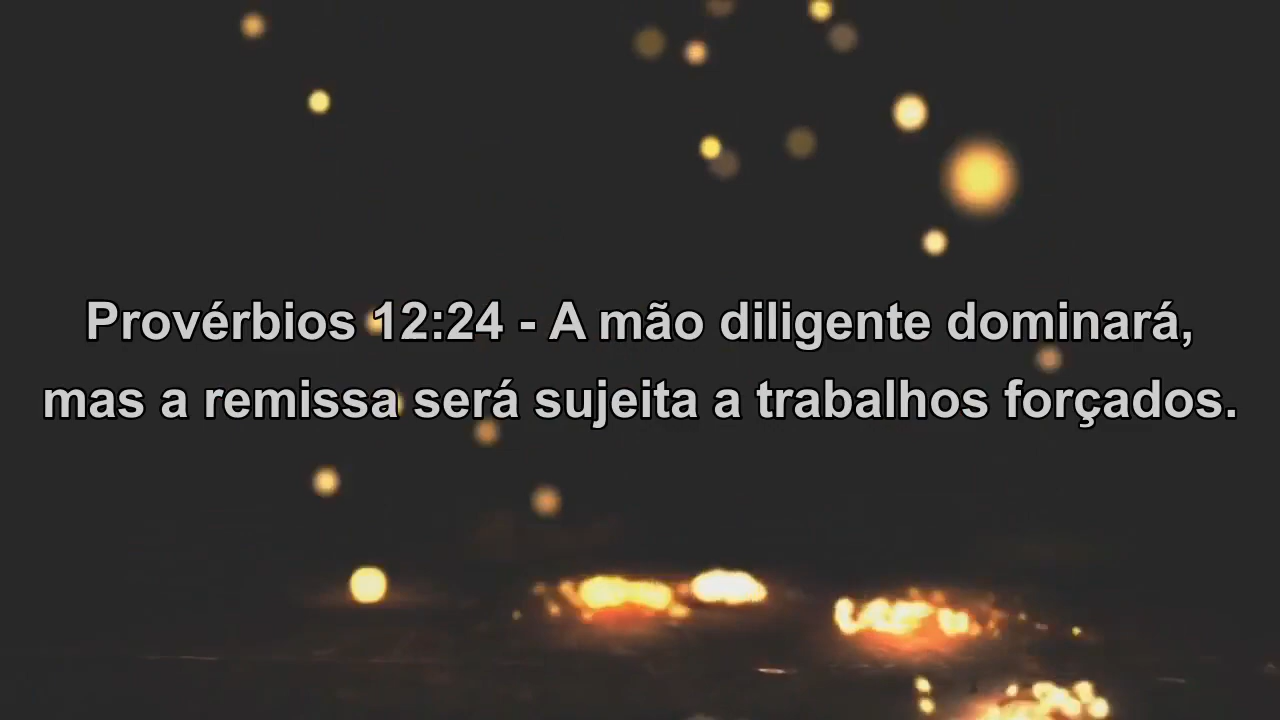 Provérbios 12:24 - A mão diligente dominará,
mas a remissa será sujeita a trabalhos forçados.